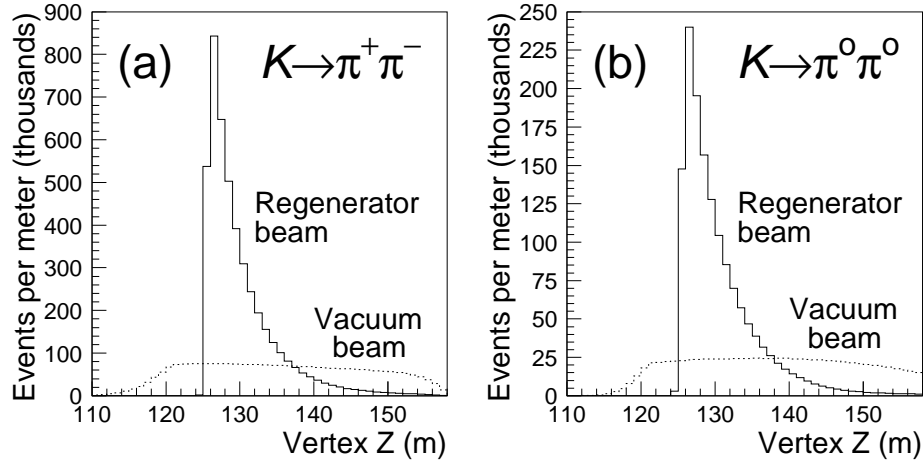 Events per meter (thousands)
900
800
700
600
500
400
300
200
100
0
(a)
K→π⁺π⁻
Regenerator
beam
Vacuum
beam
110
120
130
140
150
Vertex Z (m)
Events per meter (thousands)
250
225
200
175
150
125
100
75
50
25
0
(b)
K→π⁰π⁰
Regenerator
beam
Vacuum
beam
110
120
130
140
150
Vertex Z (m)